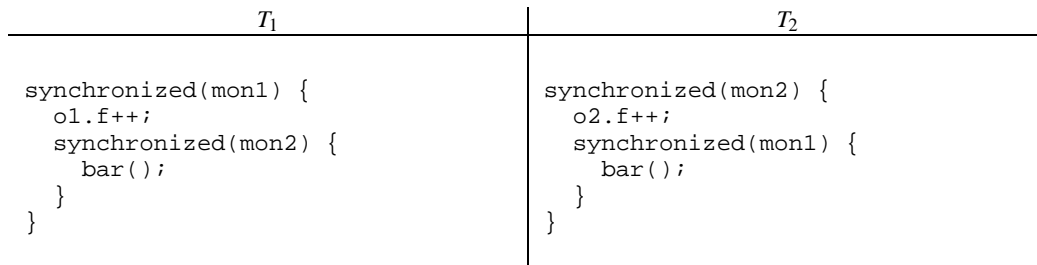 T1 T2
synchronized(mon1) {
  o1.f++;
  synchronized(mon2) {
    bar();
  }
}
synchronized(mon2) {
  o2.f++;
  synchronized(mon1) {
    bar();
  }
}